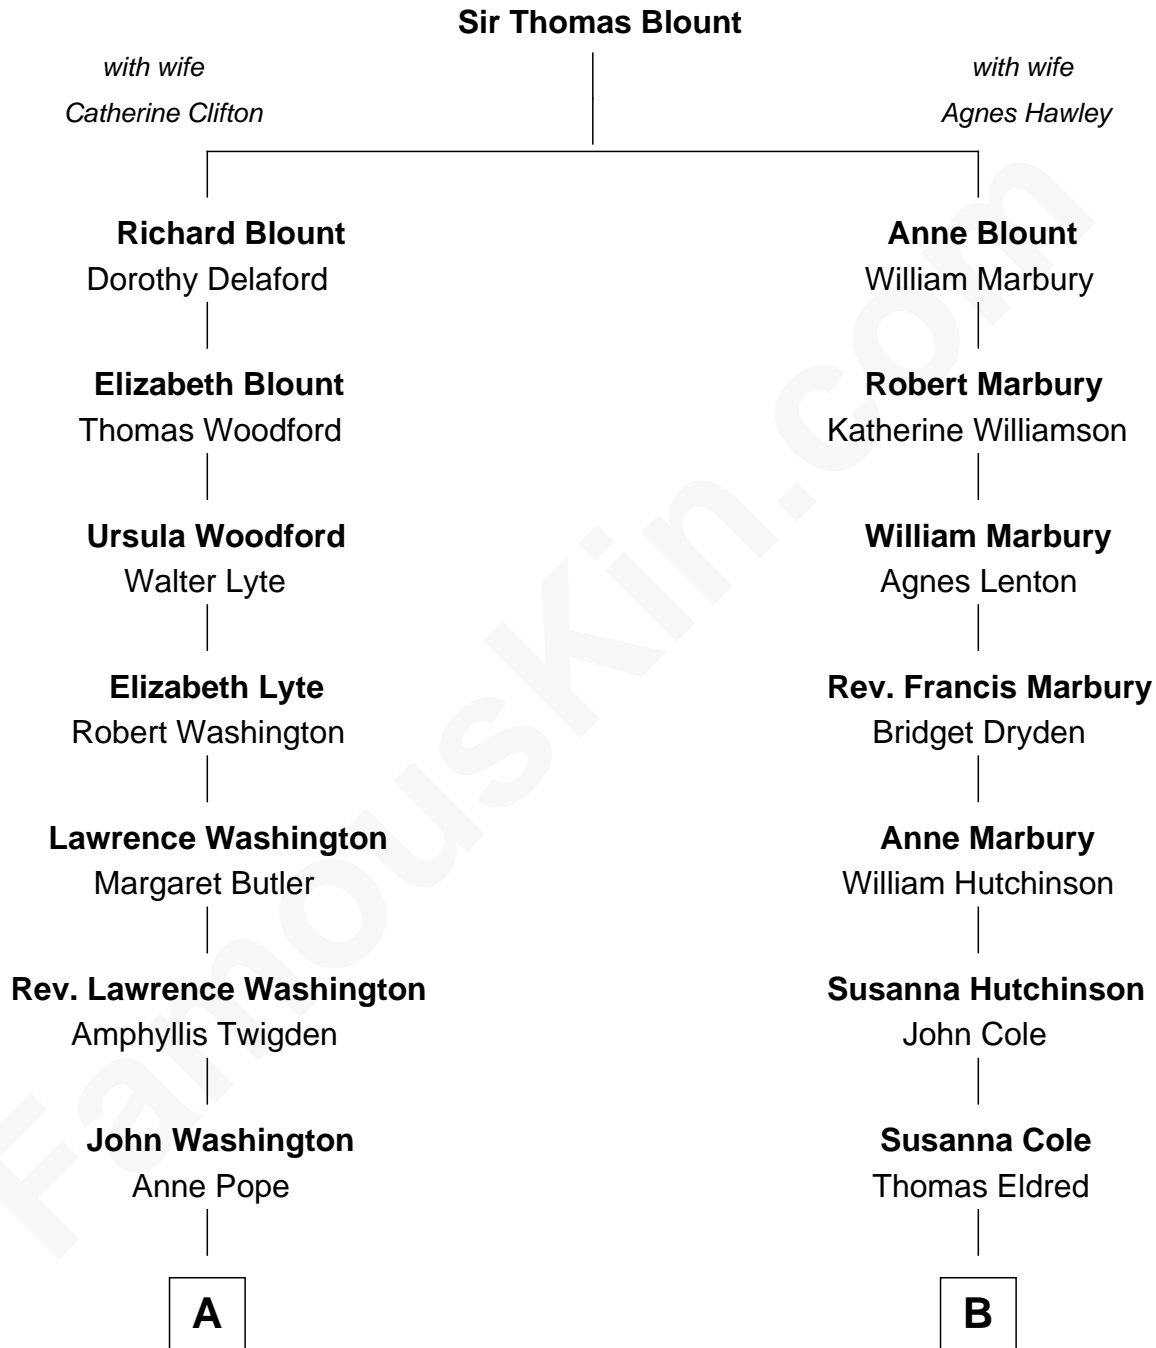 Sir Thomas Blount
with wife
Catherine Clifton
with wife
Agnes Hawley
Richard Blount
Dorothy Delaford
Anne Blount
William Marbury
Elizabeth Blount
Thomas Woodford
Robert Marbury
Katherine Williamson
Ursula Woodford
Walter Lyte
William Marbury
Agnes Lenton
Elizabeth Lyte
Robert Washington
Rev. Francis Marbury
Bridget Dryden
Lawrence Washington
Margaret Butler
Anne Marbury
William Hutchinson
Rev. Lawrence Washington
Amphyllis Twigden
Susanna Hutchinson
John Cole
John Washington
Anne Pope
Susanna Cole
Thomas Eldred
A
B
FamousKin.com